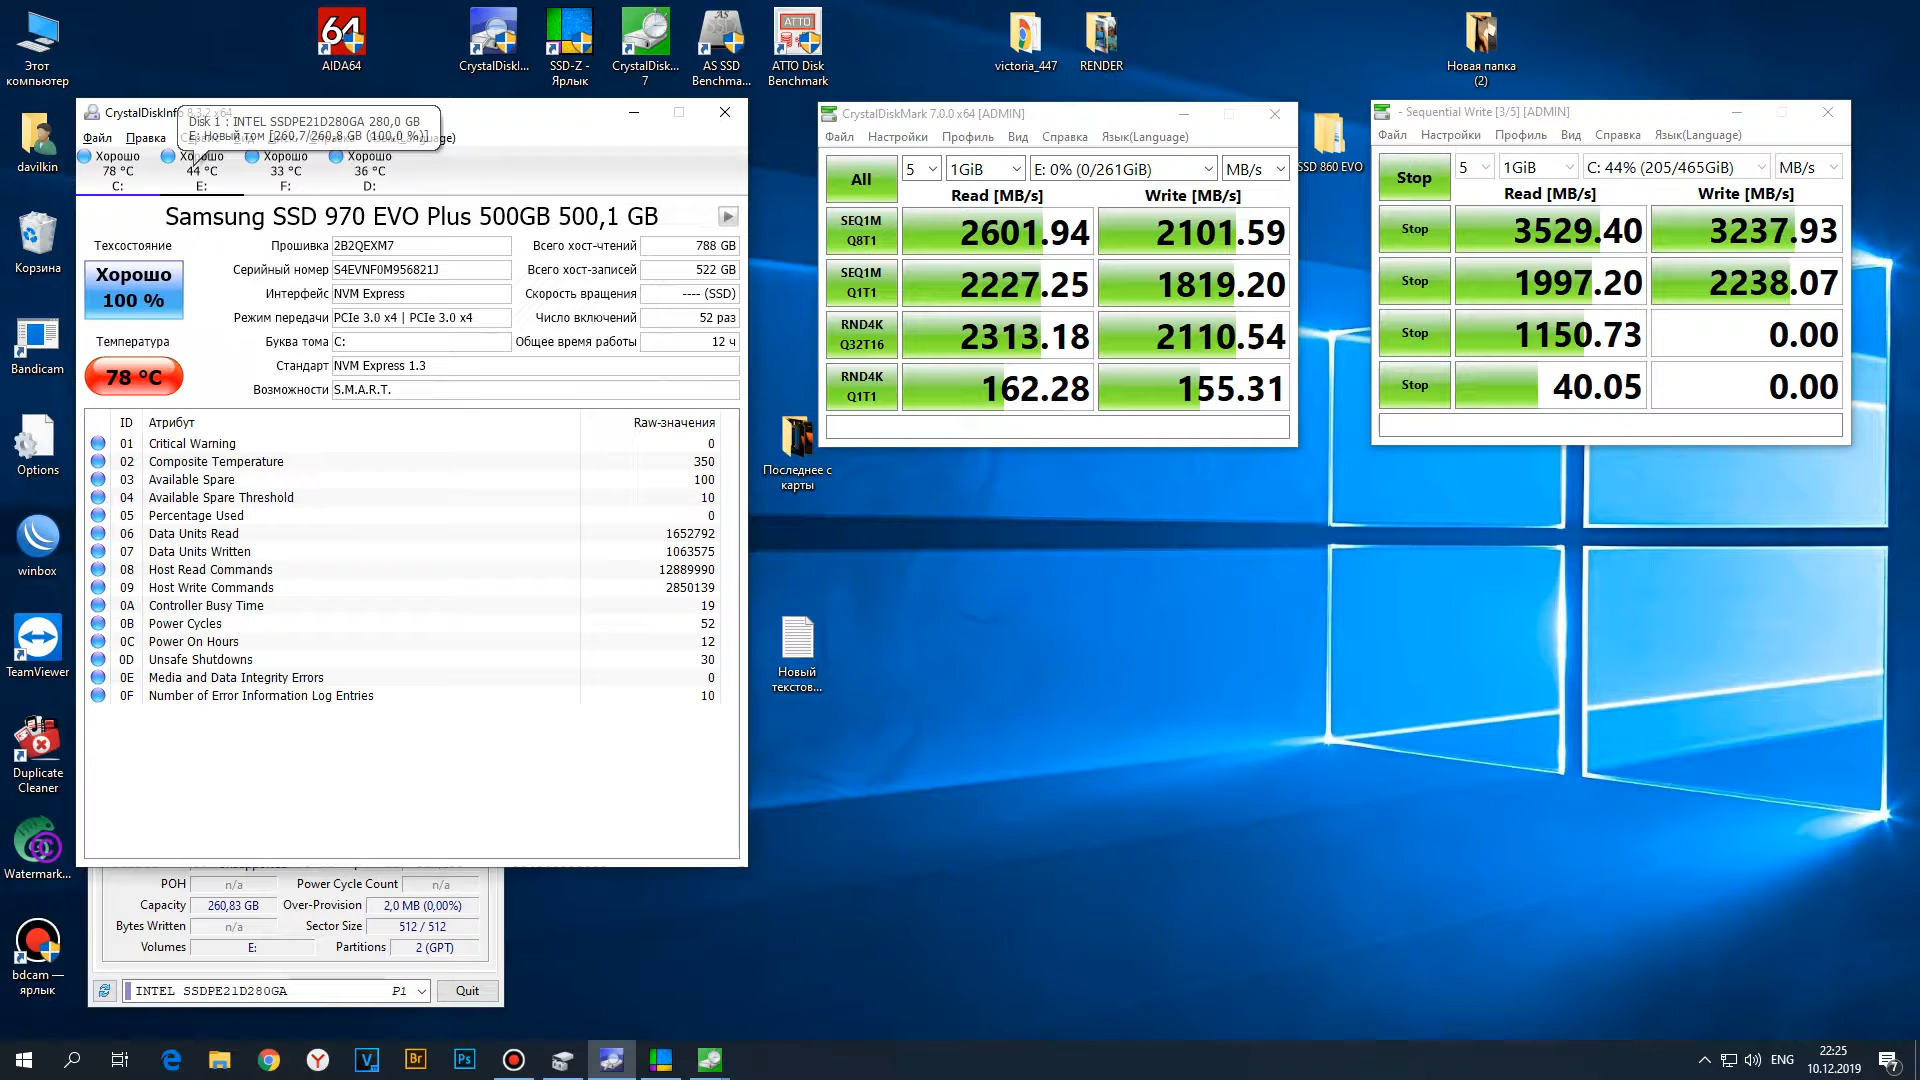 Этот компьютер
davilkin
Корзина
Bandicam
Options
winbox
TeamViewer
Duplicate Cleaner
Watermark...
bdcam — ярлык
AIDA64
CrystalDiskI...
SSD-Z - Ярлык
CrystalDisk... 7
AS SSD Benchma...
ATTO Disk Benchmark
victoria_447
RENDER
Новая папка (2)
SSD 860 EVO
Последнее с карты
Новый текстов...
CrystalDiskInfo 8.3.2 x64
Файл Правка
Disk 1 : INTEL SSDPE21D280GA 280,0 GB
E: Новый том [260,7/260,8 GB (100,0 %)]
Хорошо Хорошо Хорошо Хорошо
78 °C 44 °C 33 °C 36 °C
C: E: F: D:
Samsung SSD 970 EVO Plus 500GB 500,1 GB
Техсостояние
Хорошо
100 %
Температура
78 °C
Прошивка 2B2QEXM7 Всего хост-чтений 788 GB
Серийный номер S4EVNF0M956821J Всего хост-записей 522 GB
Интерфейс NVM Express Скорость вращения ---- (SSD)
Режим передачи PCIe 3.0 x4 | PCIe 3.0 x4 Число включений 52 раз
Буква тома C: Общее время работы 12 ч
Стандарт NVM Express 1.3
Возможности S.M.A.R.T.
ID Атрибут Raw-значения
01 Critical Warning 0
02 Composite Temperature 350
03 Available Spare 100
04 Available Spare Threshold 10
05 Percentage Used 0
06 Data Units Read 1652792
07 Data Units Written 1063575
08 Host Read Commands 12889990
09 Host Write Commands 2850139
0A Controller Busy Time 19
0B Power Cycles 52
0C Power On Hours 12
0D Unsafe Shutdowns 30
0E Media and Data Integrity Errors 0
0F Number of Error Information Log Entries 10
POH n/a Power Cycle Count n/a
Capacity 260,83 GB Over-Provision 2,0 MB (0,00%)
Bytes Written n/a Sector Size 512 / 512
Volumes E: Partitions 2 (GPT)
INTEL SSDPE21D280GA P1 Quit
CrystalDiskMark 7.0.0 x64 [ADMIN]
Файл Настройки Профиль Вид Справка Язык(Language)
All 5 1GiB E: 0% (0/261GiB) MB/s
Read [MB/s] Write [MB/s]
SEQ1M Q8T1 2601.94 2101.59
SEQ1M Q1T1 2227.25 1819.20
RND4K Q32T16 2313.18 2110.54
RND4K Q1T1 162.28 155.31
- Sequential Write [3/5] [ADMIN]
Файл Настройки Профиль Вид Справка Язык(Language)
Stop 5 1GiB C: 44% (205/465GiB) MB/s
Read [MB/s] Write [MB/s]
Stop 3529.40 3237.93
Stop 1997.20 2238.07
Stop 1150.73 0.00
Stop 40.05 0.00
ENG
22:25
10.12.2019
7